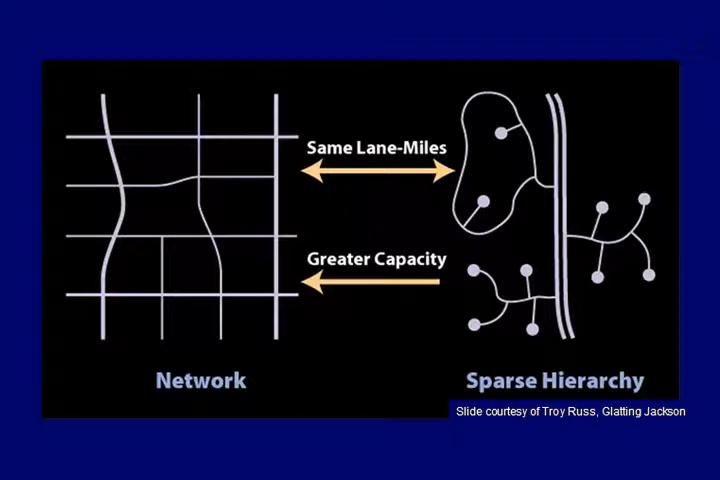 Same Lane-Miles
Greater Capacity
Network
Sparse Hierarchy
Slide courtesy of Troy Russ, Glatting Jackson